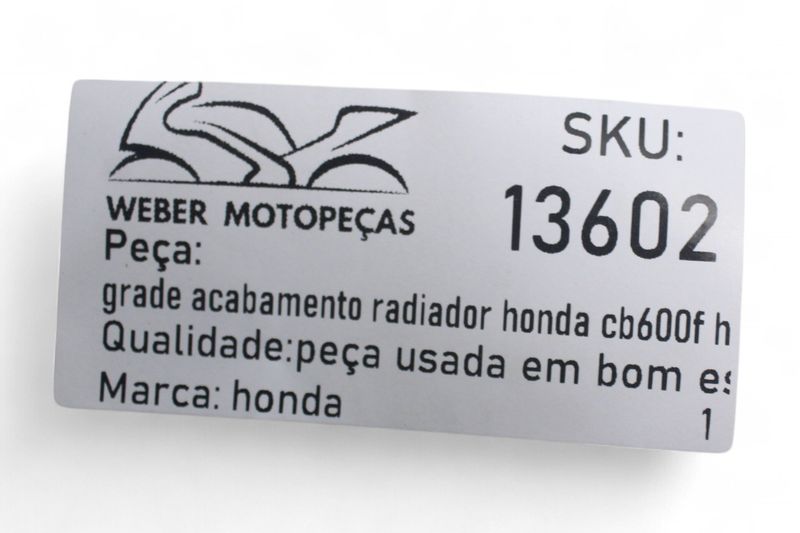 WEBER MOTOPEÇAS
SKU:
13602
Peça:
grade acabamento radiador honda cb600f h
Qualidade:peça usada em bom es
Marca: honda
1